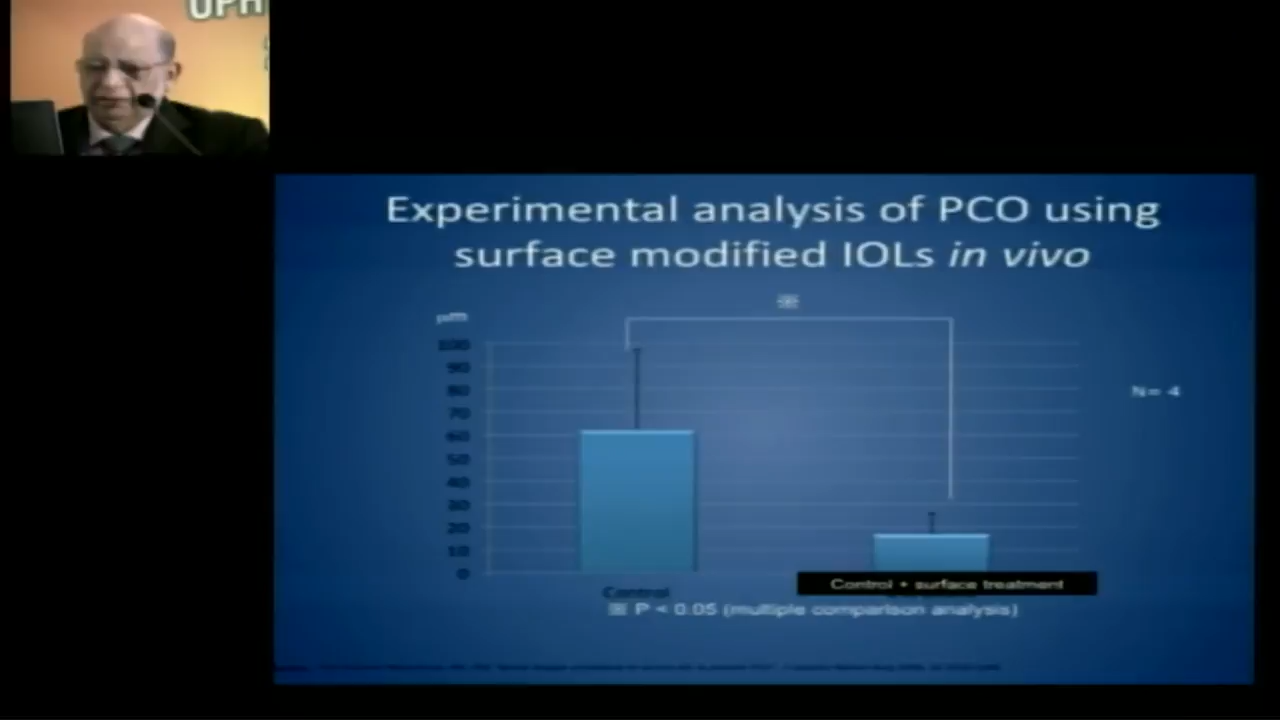 OPH
Experimental analysis of PCO using
surface modified IOLs in vivo
※
µm
100
90
80
70
60
50
40
30
20
10
0
N= 4
Control
Control + surface treatment
※ P < 0.05 (multiple comparison analysis)